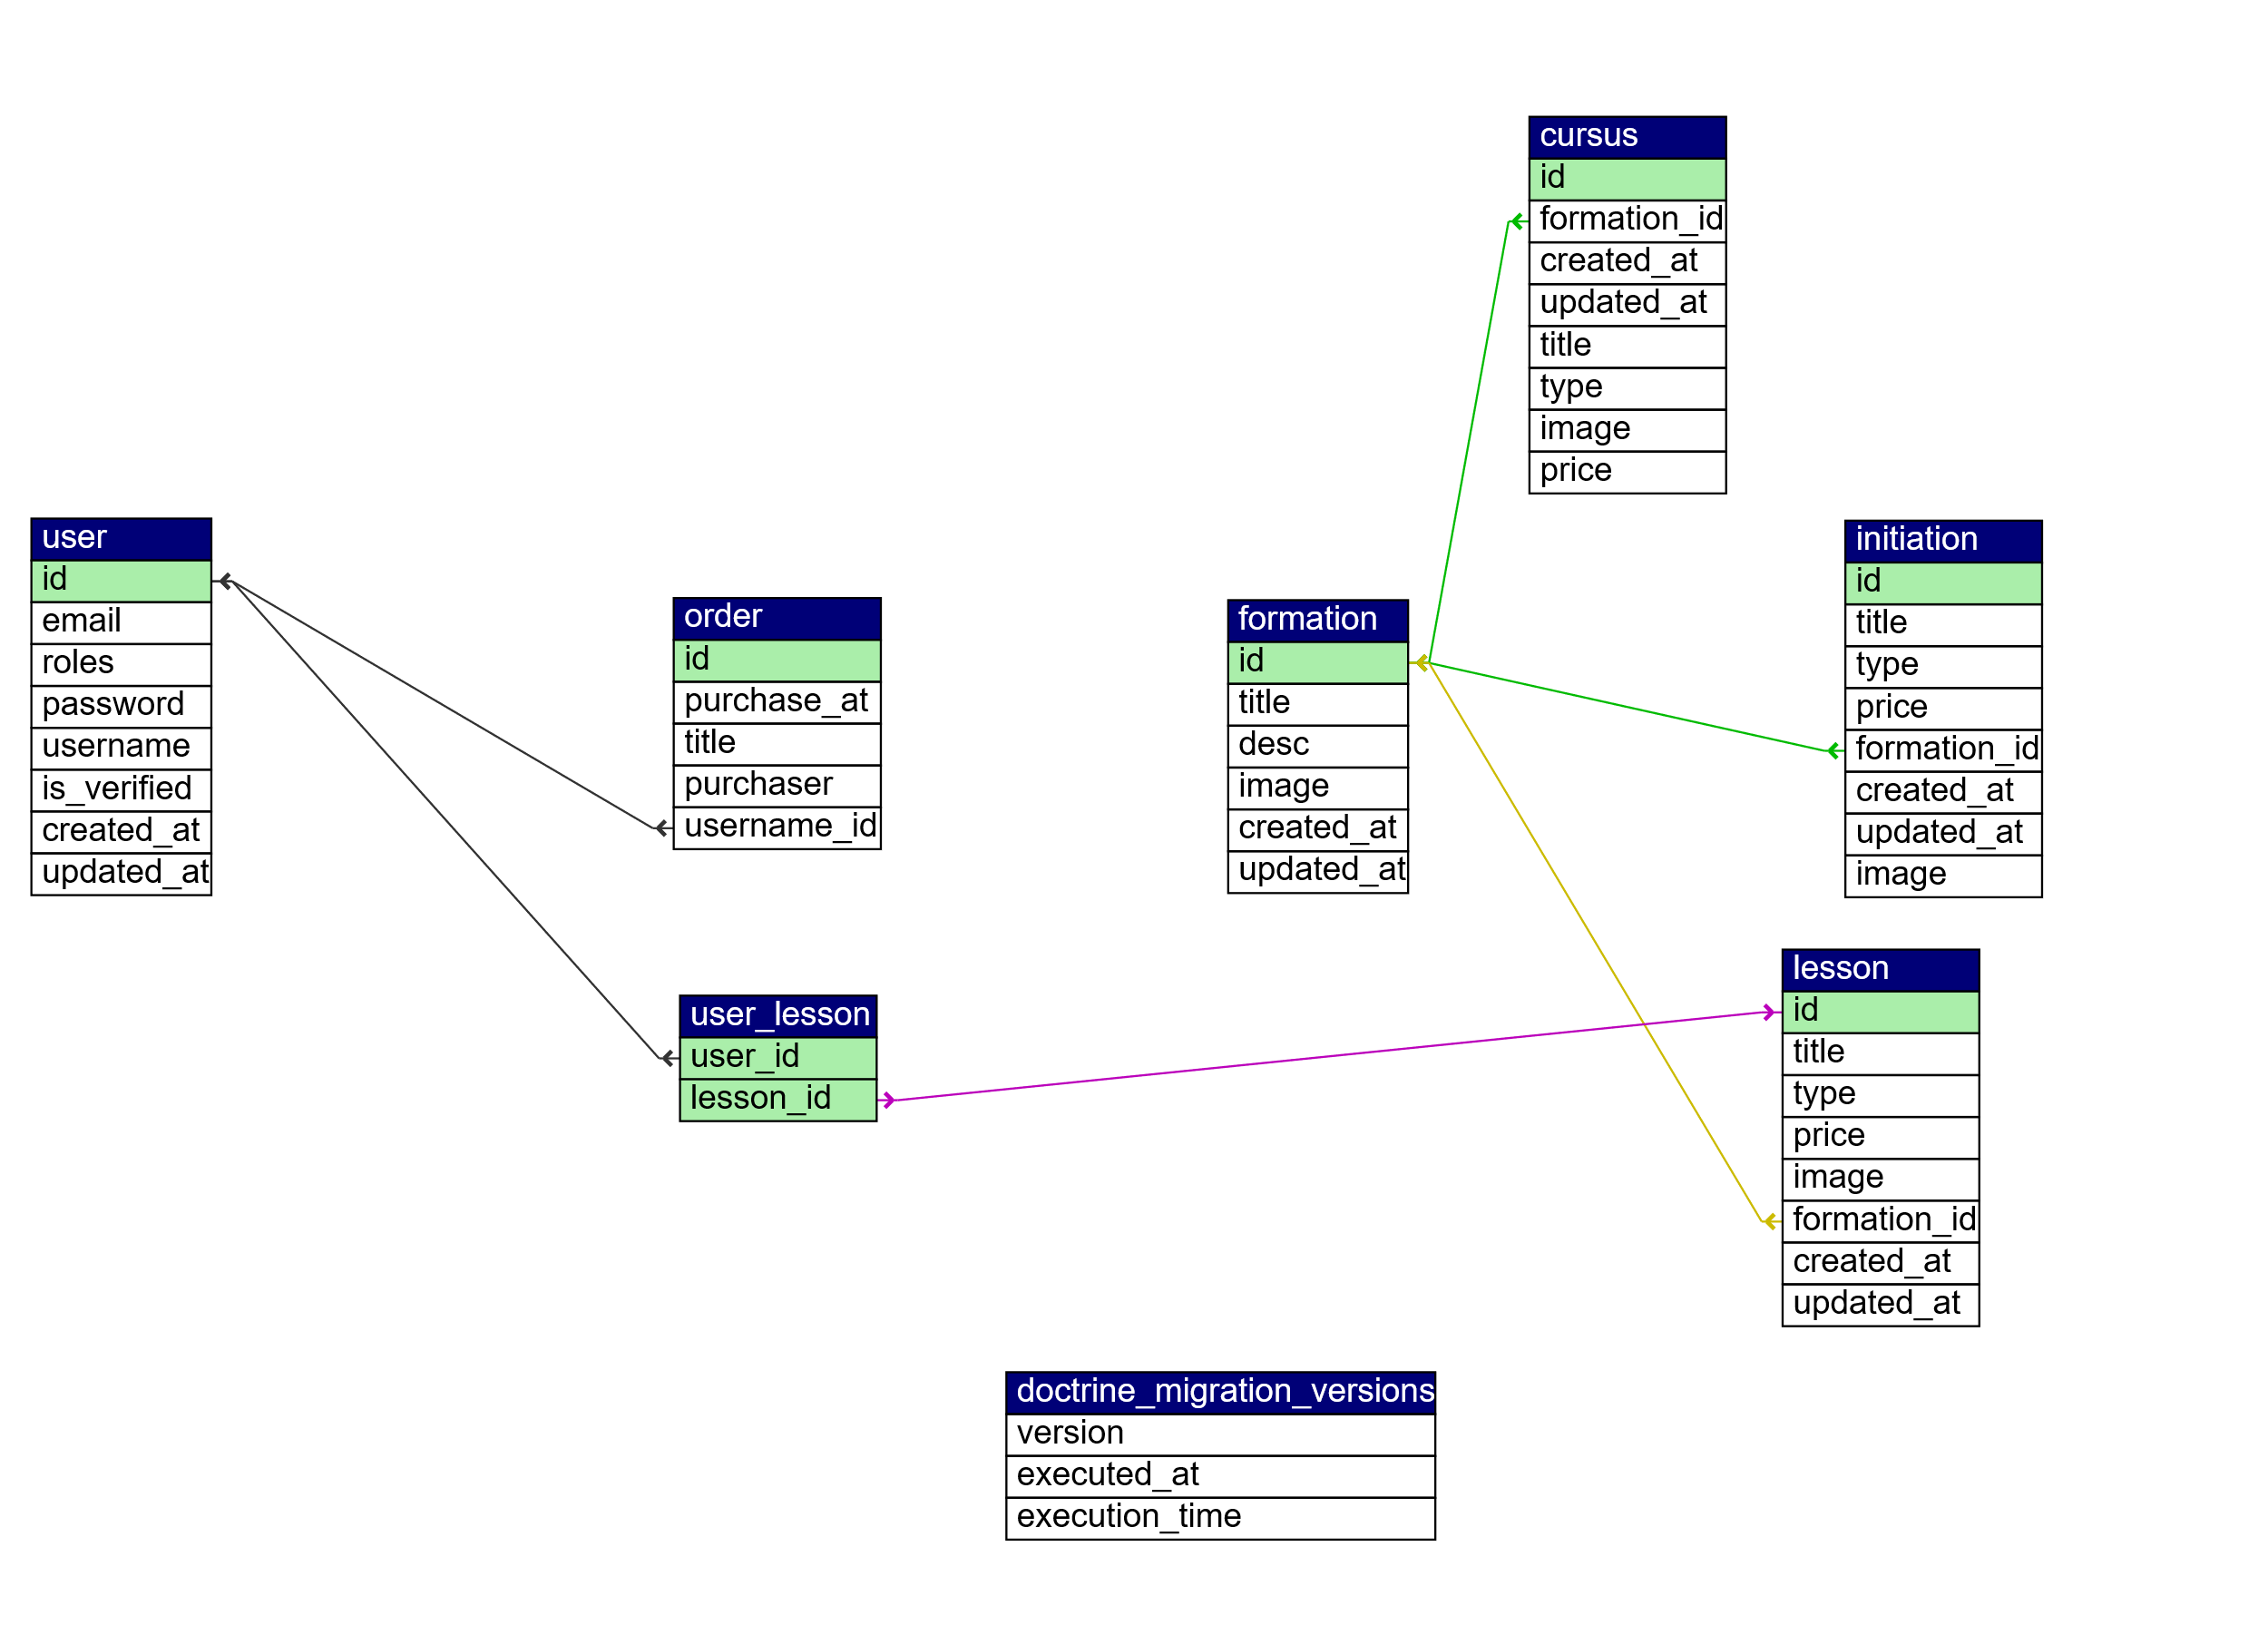 cursus
id
formation_id
created_at
updated_at
title
type
image
price
user
id
email
roles
password
username
is_verified
created_at
updated_at
order
id
purchase_at
title
purchaser
username_id
formation
id
title
desc
image
created_at
updated_at
initiation
id
title
type
price
formation_id
created_at
updated_at
image
user_lesson
user_id
lesson_id
lesson
id
title
type
price
image
formation_id
created_at
updated_at
doctrine_migration_versions
version
executed_at
execution_time